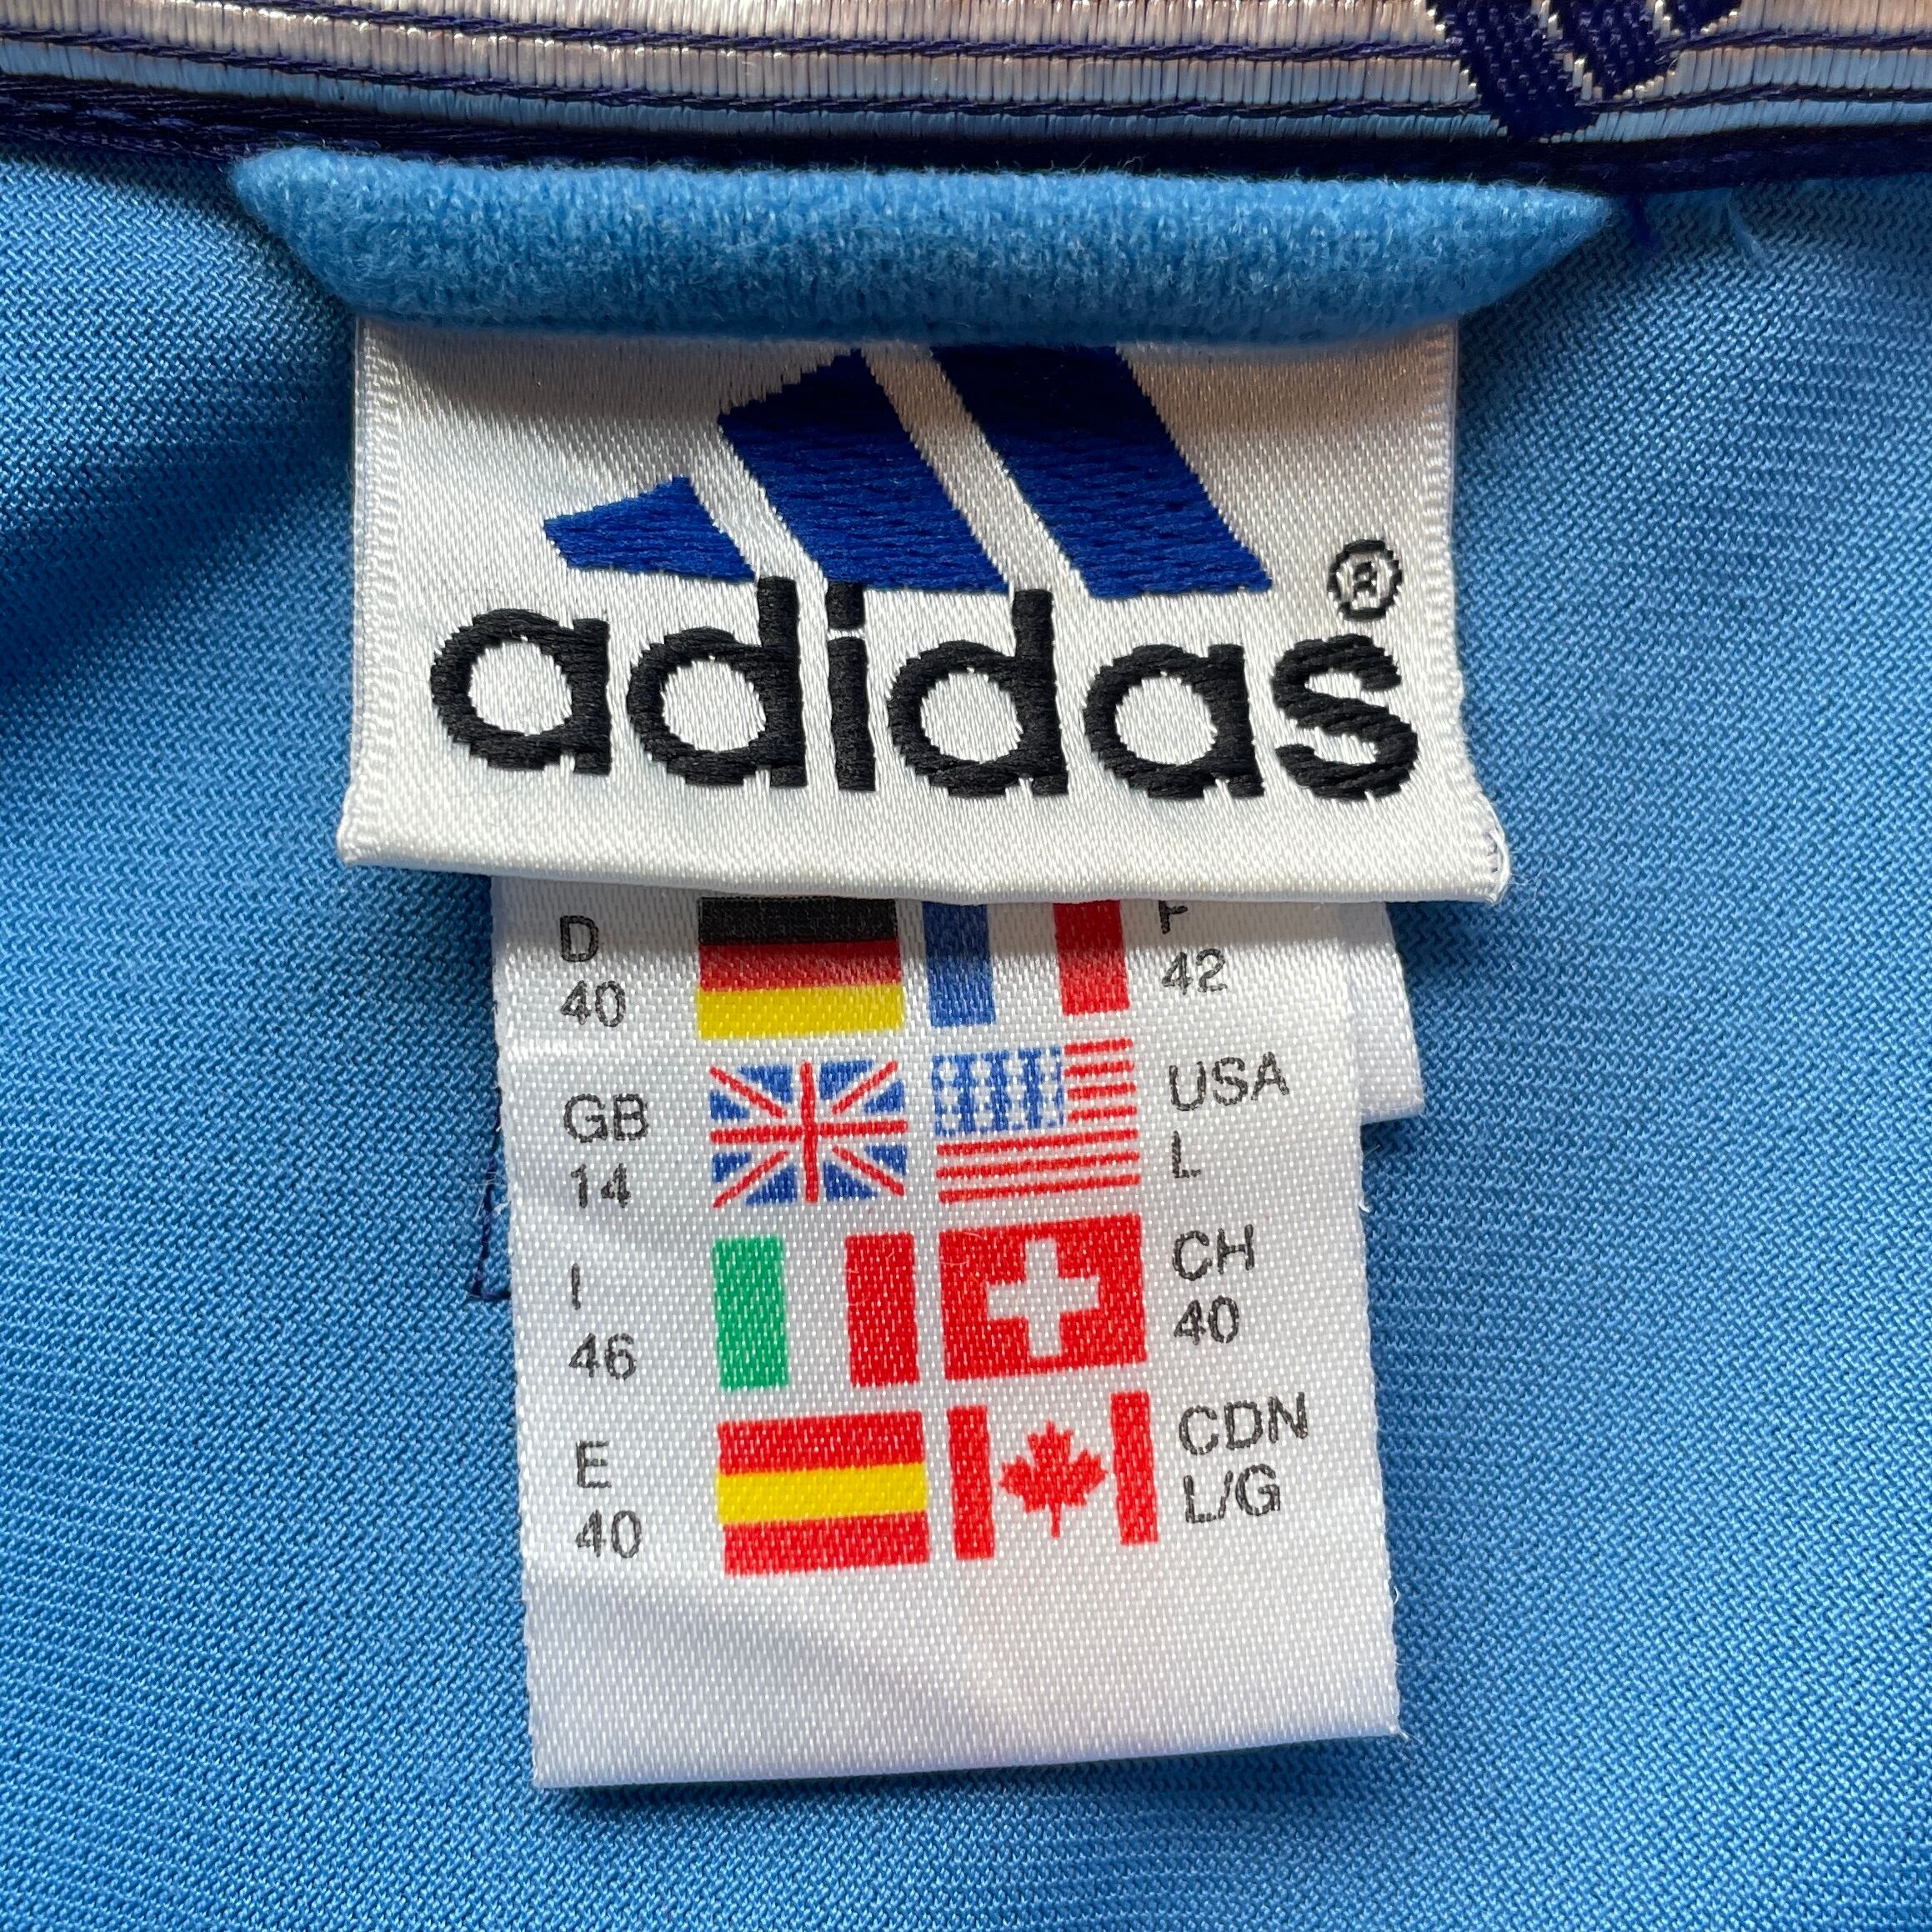 adidas®
D
40
F
42
GB
14
USA
L
I
46
CH
40
E
40
CDN
L/G